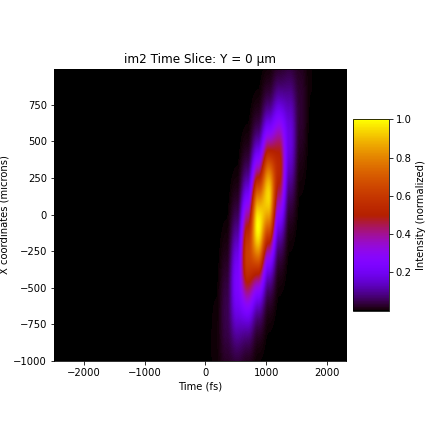 im2 Time Slice: Y = 0 μm
750
500
250
0
−250
−500
−750
−1000
X coordinates (microns)
−2000 −1000 0 1000 2000
Time (fs)
1.0
0.8
0.6
0.4
0.2
Intensity (normalized)